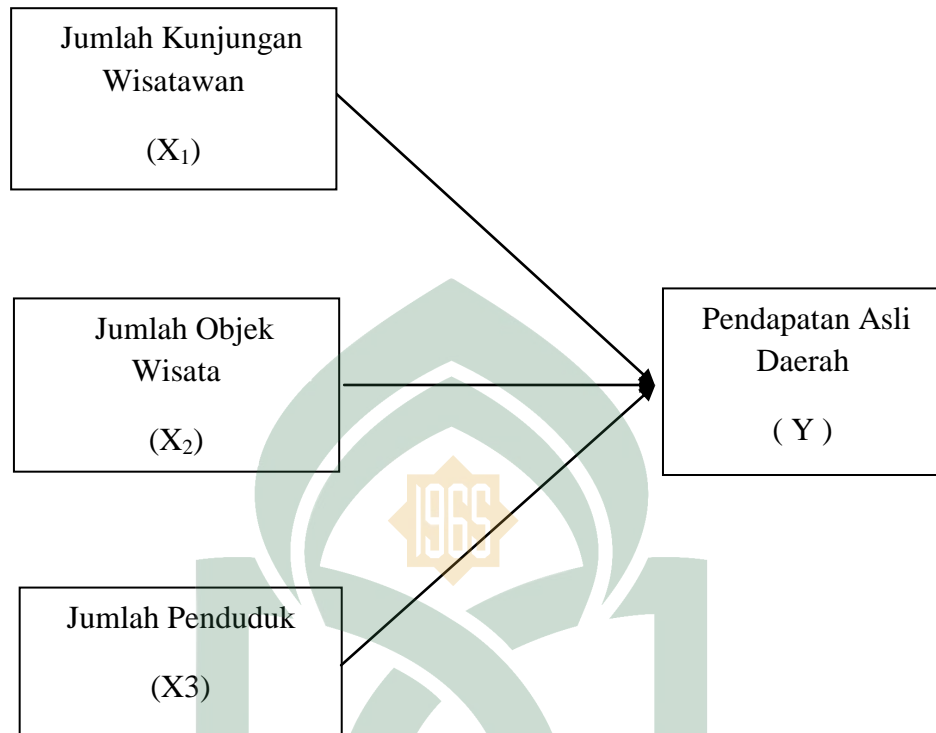 Jumlah Kunjungan
Wisatawan
(X₁)
Jumlah Objek
Wisata
(X₂)
Pendapatan Asli
Daerah
( Y )
1965
Jumlah Penduduk
(X3)